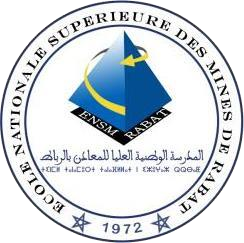 ECOLE NATIONALE SUPERIEURE DES MINES DE RABAT
ENSM RABAT
المدرسة الوطنية العليا للمعادن بالرباط
1972